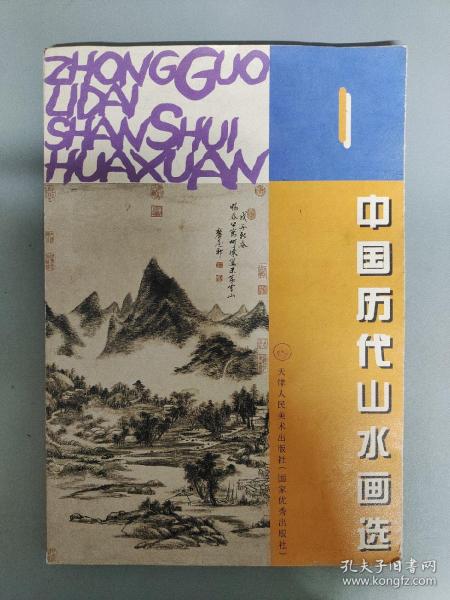 ZHONGGUO
LIDAI
SHANSHUI
HUAXUAN
1
中国历代山水画选
天津人民美术出版社(国家优秀出版社)
孔夫子旧书网
www.kongfz.com